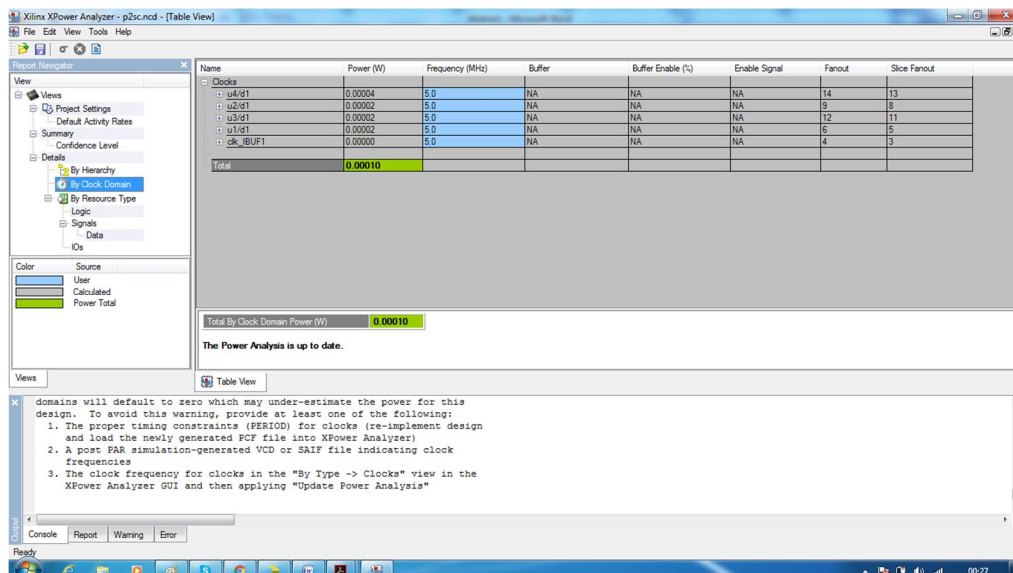 Xilinx XPower Analyzer - p2sc.ncd - [Table View]
File Edit View Tools Help
Report Navigator
View
Views
Project Settings
Default Activity Rates
Summary
Confidence Level
Details
By Hierarchy
By Clock Domain
By Resource Type
Logic
Signals
Data
IOs
Color Source
User
Calculated
Power Total
Views
Name Power (W) Frequency (MHz) Buffer Buffer Enable (%) Enable Signal Fanout Slice Fanout
Clocks
u4/d1 0.00004 5.0 NA NA NA 14 13
u2/d1 0.00002 5.0 NA NA NA 9 8
u3/d1 0.00002 5.0 NA NA NA 12 11
u1/d1 0.00002 5.0 NA NA NA 6 5
clk_IBUF1 0.00000 5.0 NA NA NA 4 3
Total 0.00010
Total By Clock Domain Power (W) 0.00010
The Power Analysis is up to date.
Table View
domains will default to zero which may under-estimate the power for this
design. To avoid this warning, provide at least one of the following:
1. The proper timing constraints (PERIOD) for clocks (re-implement design
and load the newly generated PCF file into XPower Analyzer)
2. A post PAR simulation-generated VCD or SAIF file indicating clock
frequencies
3. The clock frequency for clocks in the "By Type -> Clocks" view in the
XPower Analyzer GUI and then applying "Update Power Analysis"
Output
Console Report Warning Error
Ready
00:27